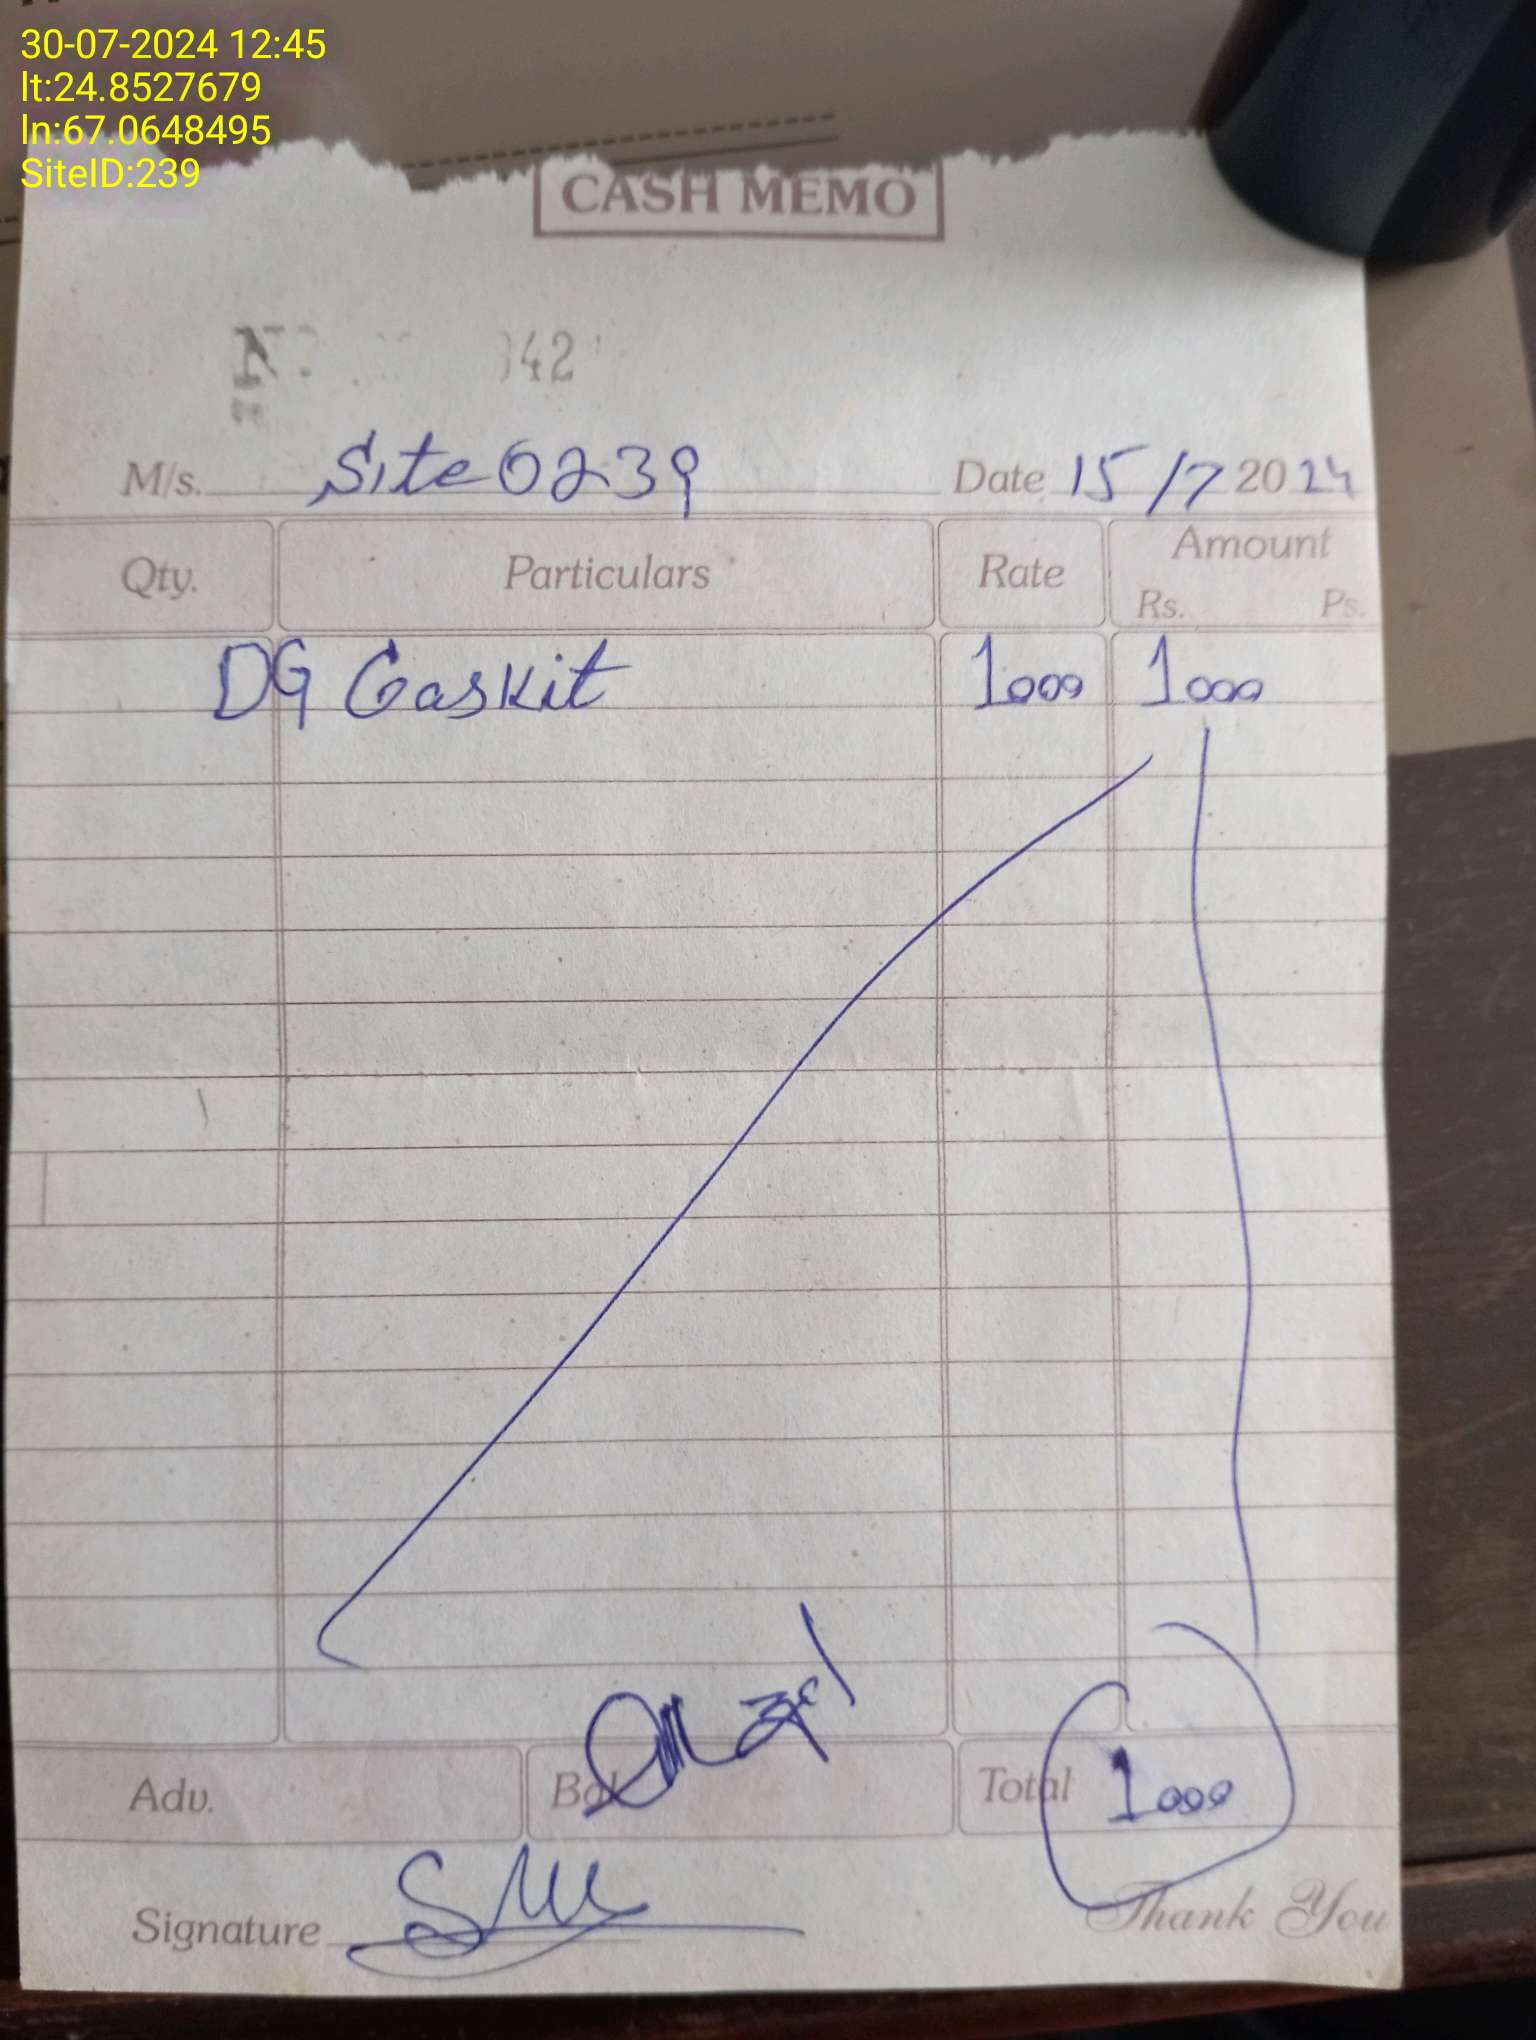 30-07-2024 12:45
lt:24.8527679
ln:67.0648495
SiteID:239
CASH MEMO
M/s. Site 0239 Date 15/7 2024
Qty. Particulars Rate Amount
Rs. Ps.
DG Gaskit 1000 1000
Adv. Bal Total 1000
Signature
Thank You